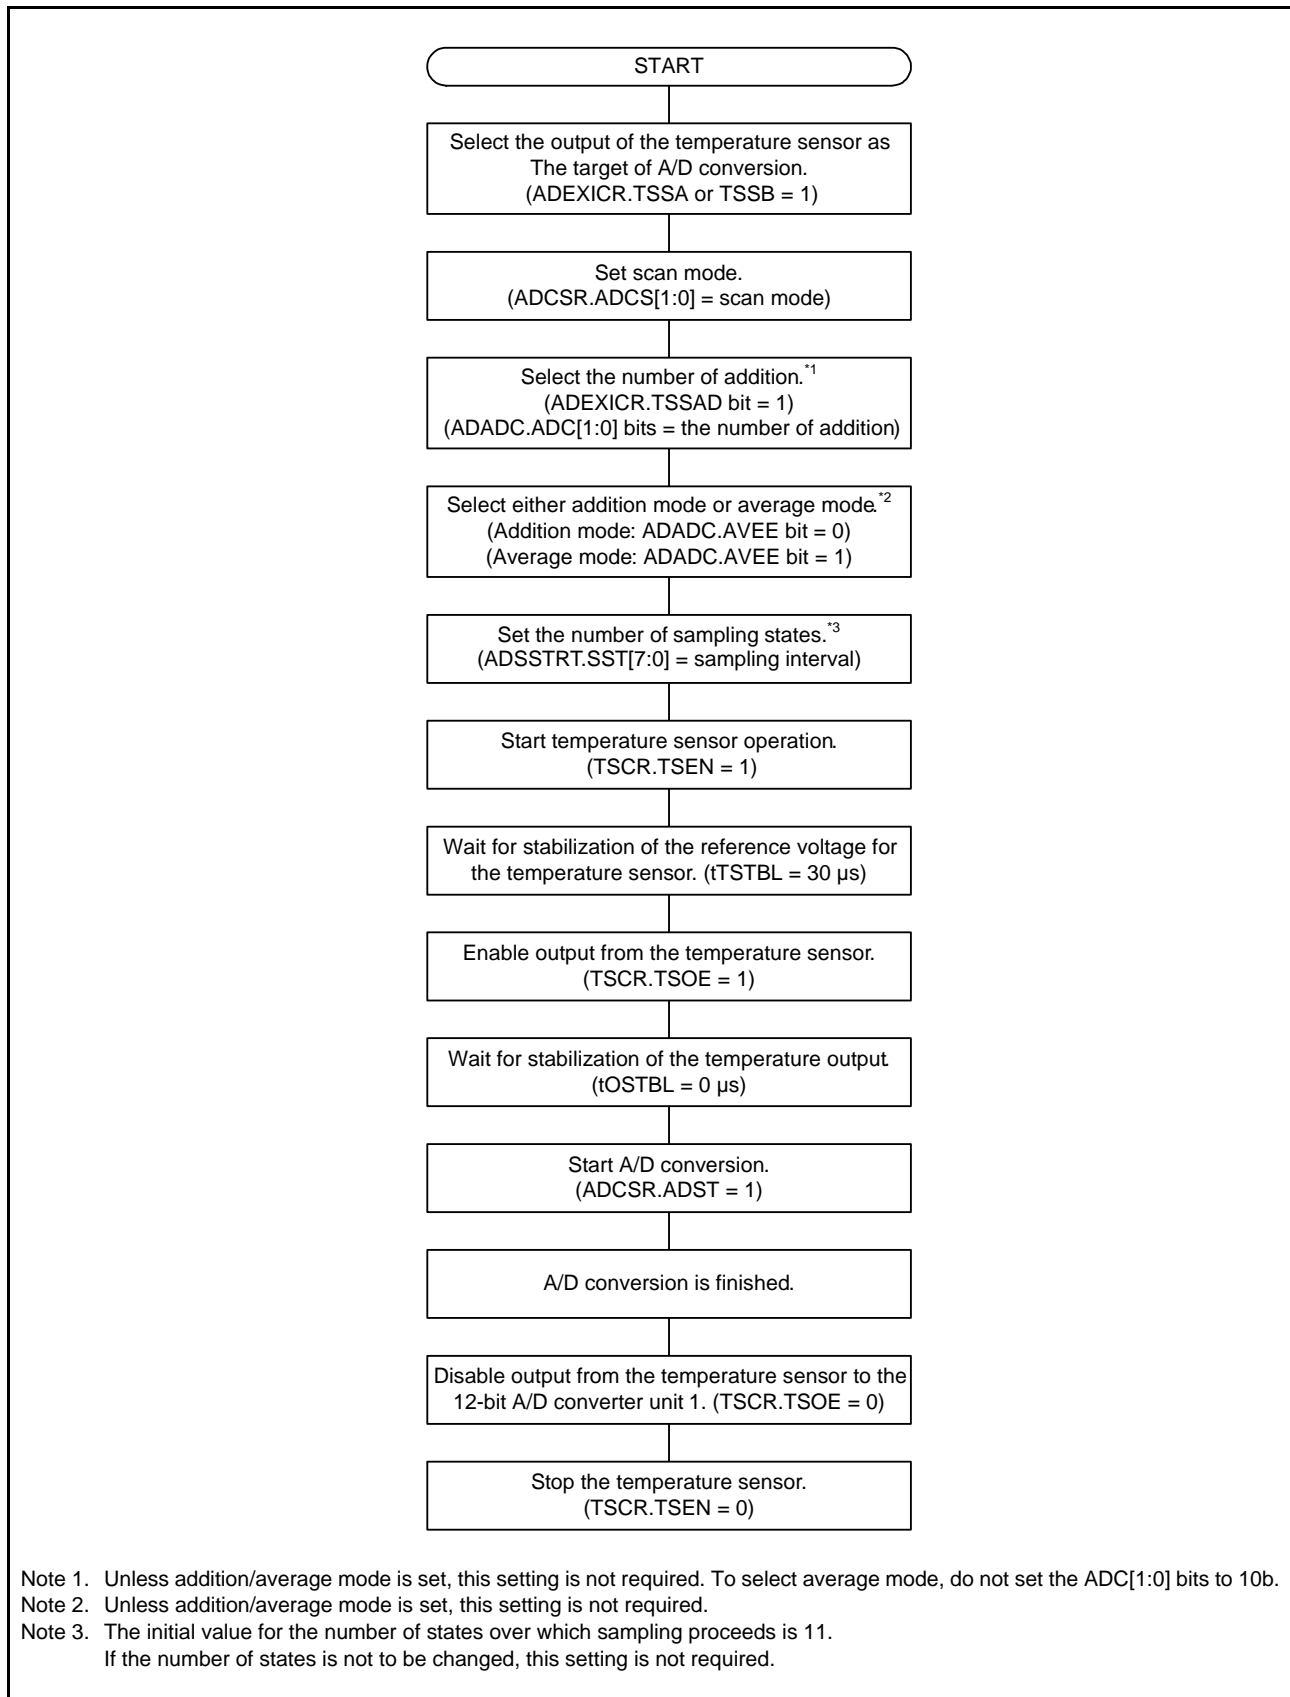 START
Select the output of the temperature sensor as
The target of A/D conversion.
(ADEXICR.TSSA or TSSB = 1)
Set scan mode.
(ADCSR.ADCS[1:0] = scan mode)
Select the number of addition.*1
(ADEXICR.TSSAD bit = 1)
(ADADC.ADC[1:0] bits = the number of addition)
Select either addition mode or average mode.*2
(Addition mode: ADADC.AVEE bit = 0)
(Average mode: ADADC.AVEE bit = 1)
Set the number of sampling states.*3
(ADSSTRT.SST[7:0] = sampling interval)
Start temperature sensor operation.
(TSCR.TSEN = 1)
Wait for stabilization of the reference voltage for
the temperature sensor. (tTSTBL = 30 µs)
Enable output from the temperature sensor.
(TSCR.TSOE = 1)
Wait for stabilization of the temperature output.
(tOSTBL = 0 µs)
Start A/D conversion.
(ADCSR.ADST = 1)
A/D conversion is finished.
Disable output from the temperature sensor to the
12-bit A/D converter unit 1. (TSCR.TSOE = 0)
Stop the temperature sensor.
(TSCR.TSEN = 0)
Note 1. Unless addition/average mode is set, this setting is not required. To select average mode, do not set the ADC[1:0] bits to 10b.
Note 2. Unless addition/average mode is set, this setting is not required.
Note 3. The initial value for the number of states over which sampling proceeds is 11.
If the number of states is not to be changed, this setting is not required.